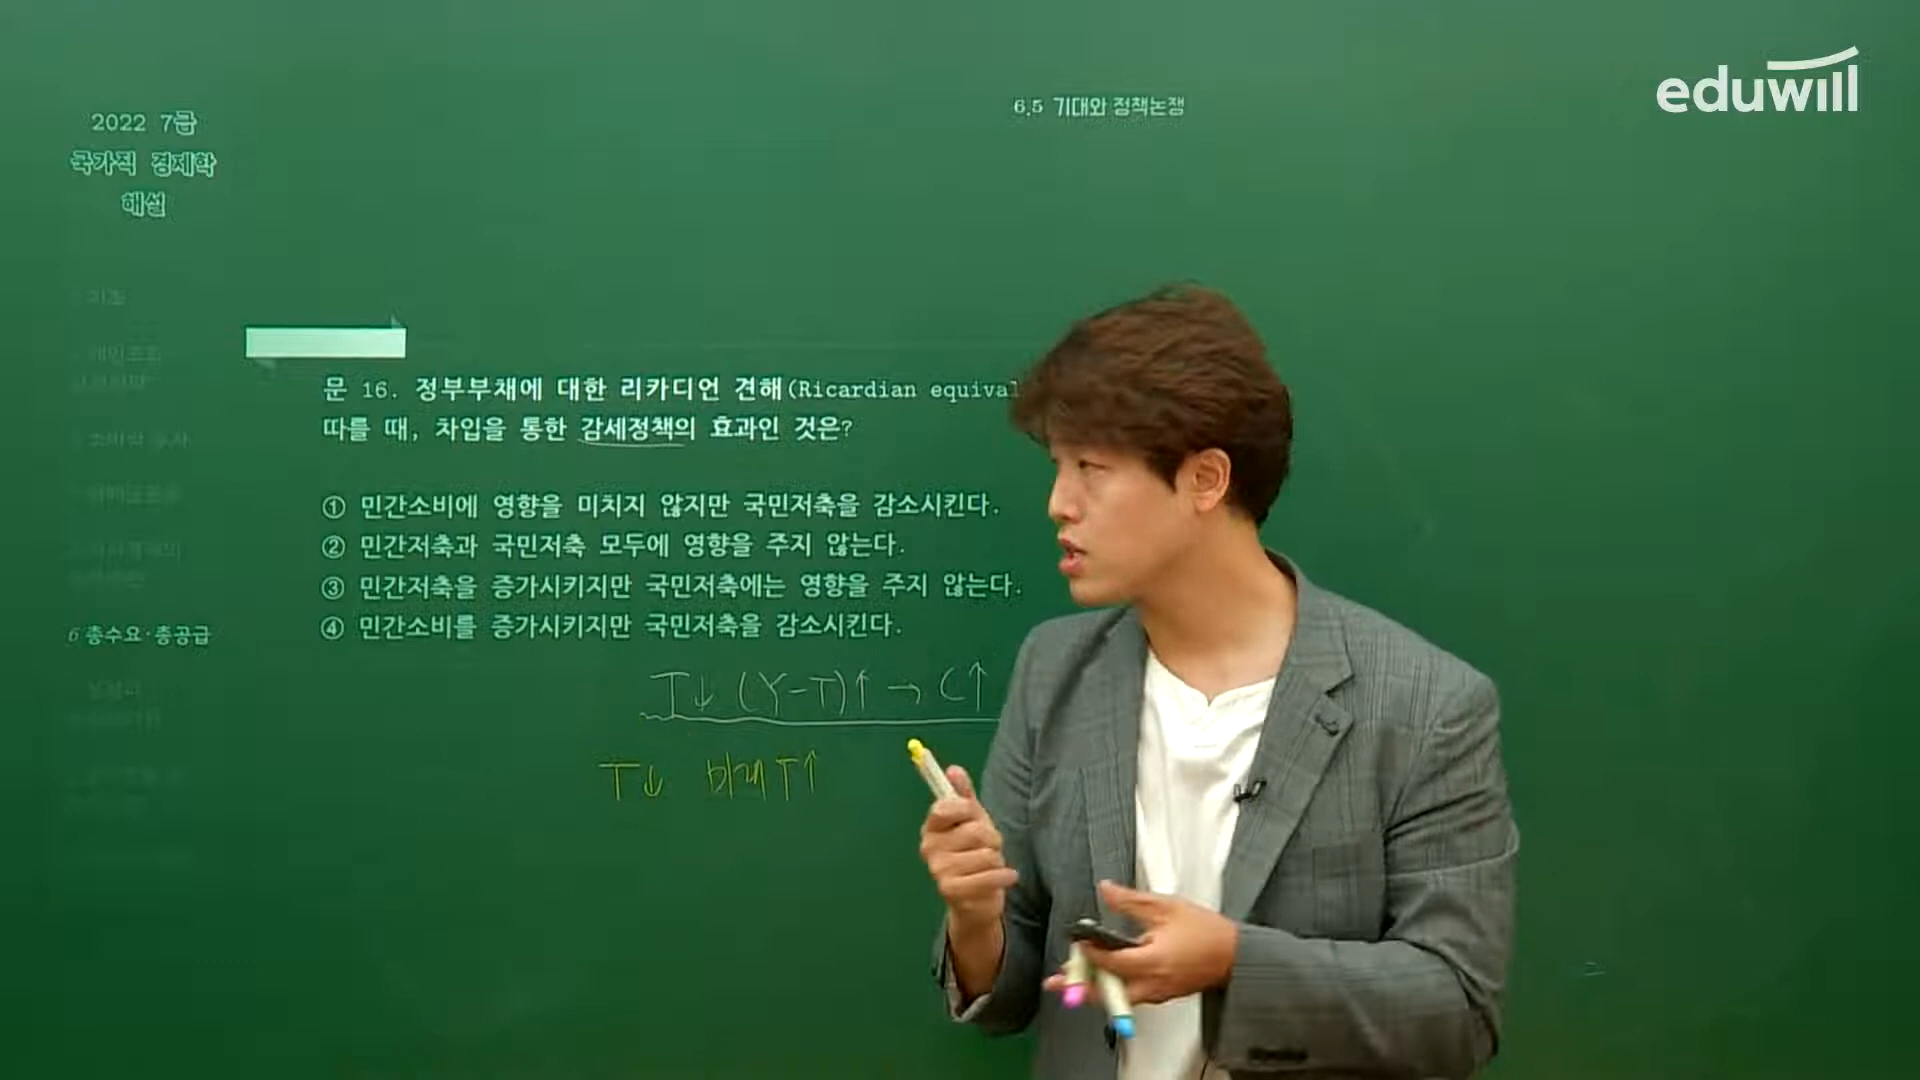 eduwill
6.5 기대와 정책논쟁
2022 7급
국가직 경제학
해설
문 16. 정부부채에 대한 리카디언 견해(Ricardian
따를 때, 차입을 통한 감세정책의 효과인 것은?
① 민간소비에 영향을 미치지 않지만 국민저축을 감소시킨다.
② 민간저축과 국민저축 모두에 영향을 주지 않는다.
③ 민간저축을 증가시키지만 국민저축에는 영향을 주지 않는다.
④ 민간소비를 증가시키지만 국민저축을 감소시킨다.
6 총수요·총공급
T↓ (Y-T)↑ → C↑
T↓ 미래 T↑